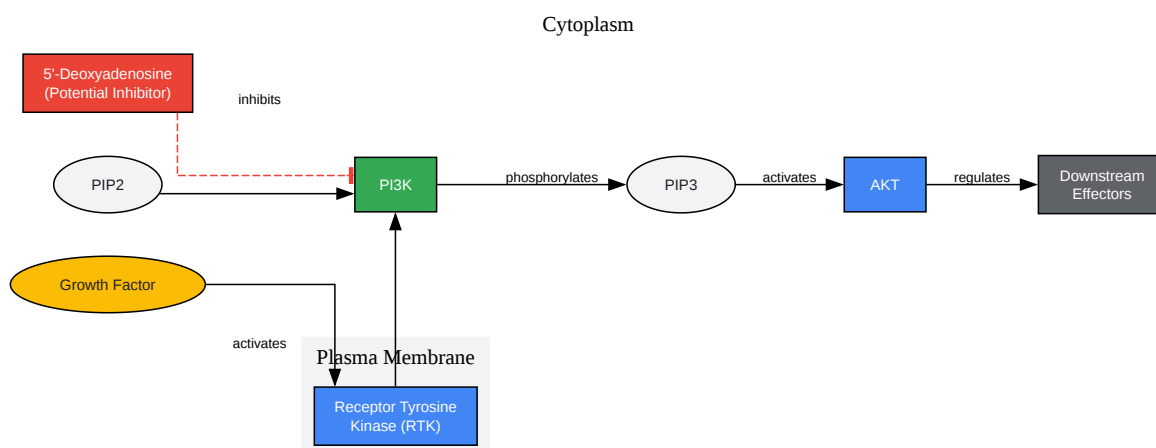 Cytoplasm
5'-Deoxyadenosine
(Potential Inhibitor)
inhibits
PIP2
PI3K
phosphorylates
PIP3
activates
AKT
regulates
Downstream
Effectors
Growth Factor
activates
Plasma Membrane
Receptor Tyrosine
Kinase (RTK)